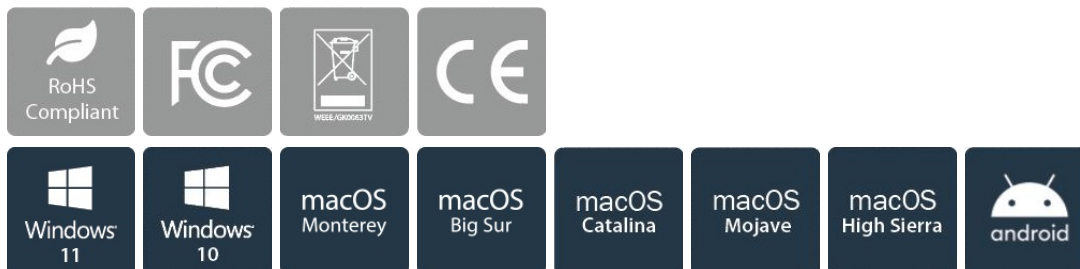 RoHS
Compliant
FC
WEEE/GK0083TV
CE
Windows
11
Windows
10
macOS
Monterey
macOS
Big Sur
macOS
Catalina
macOS
Mojave
macOS
High Sierra
android